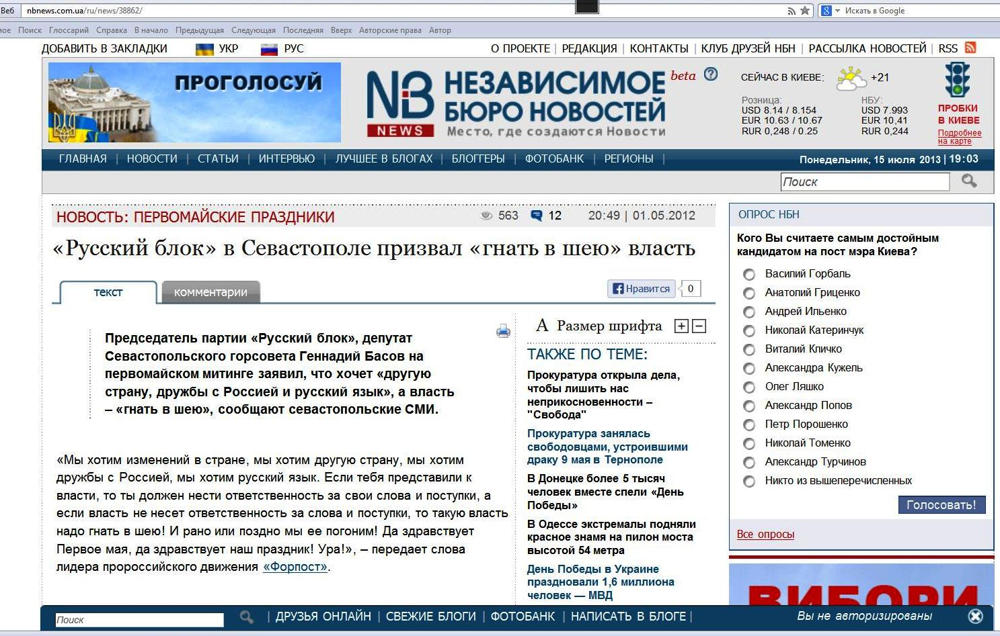 Веб
nbnews.com.ua/ru/news/38862/
Искать в Google
Поиск Глоссарий Справка В начало Предыдущая Следующая Последняя Вверх Авторские права Автор
ДОБАВИТЬ В ЗАКЛАДКИ УКР РУС
О ПРОЕКТЕ | РЕДАКЦИЯ | КОНТАКТЫ | КЛУБ ДРУЗЕЙ НБН | РАССЫЛКА НОВОСТЕЙ | RSS
ПРОГОЛОСУЙ
NB
NEWS
НЕЗАВИСИМОЕ beta ?
БЮРО НОВОСТЕЙ
Место, где создаются Новости
СЕЙЧАС В КИЕВЕ: +21
Розница:
USD 8.14 / 8.154
EUR 10.63 / 10.67
RUR 0,248 / 0.25
НБУ:
USD 7.993
EUR 10,41
RUR 0,244
ПРОБКИ
В КИЕВЕ
Подробнее
на карте
ГЛАВНАЯ | НОВОСТИ | СТАТЬИ | ИНТЕРВЬЮ | ЛУЧШЕЕ В БЛОГАХ | БЛОГГЕРЫ | ФОТОБАНК | РЕГИОНЫ |
Понедельник, 15 июля 2013 | 19:03
Поиск
НОВОСТЬ: ПЕРВОМАЙСКИЕ ПРАЗДНИКИ 563 12 20:49 | 01.05.2012
«Русский блок» в Севастополе призвал «гнать в шею» власть
текст комментарии
Нравится 0
Председатель партии «Русский блок», депутат
Севастопольского горсовета Геннадий Басов на
первомайском митинге заявил, что хочет «другую
страну, дружбы с Россией и русский язык», а власть
– «гнать в шею», сообщают севастопольские СМИ.
«Мы хотим изменений в стране, мы хотим другую страну, мы хотим
дружбы с Россией, мы хотим русский язык. Если тебя представили к
власти, то ты должен нести ответственность за свои слова и поступки, а
если власть не несет ответственность за слова и поступки, то такую власть
надо гнать в шею! И рано или поздно мы ее погоним! Да здравствует
Первое мая, да здравствует наш праздник! Ура!», – передает слова
лидера пророссийского движения «Форпост».
А Размер шрифта + −
ТАКЖЕ ПО ТЕМЕ:
Прокуратура открыла дела,
чтобы лишить нас
неприкосновенности –
"Свобода"
Прокуратура занялась
свободовцами, устроившими
драку 9 мая в Тернополе
В Донецке более 5 тысяч
человек вместе спели «День
Победы»
В Одессе экстремалы подняли
красное знамя на пилон моста
высотой 54 метра
День Победы в Украине
праздновали 1,6 миллиона
человек — МВД
ОПРОС НБН
Кого Вы считаете самым достойным
кандидатом на пост мэра Киева?
Василий Горбаль
Анатолий Гриценко
Андрей Ильенко
Николай Катеринчук
Виталий Кличко
Александра Кужель
Олег Ляшко
Александр Попов
Петр Порошенко
Николай Томенко
Александр Турчинов
Никто из вышеперечисленных
Голосовать!
Все опросы
ВИБОРИ
Поиск | ДРУЗЬЯ ОНЛАЙН | СВЕЖИЕ БЛОГИ | ФОТОБАНК | НАПИСАТЬ В БЛОГЕ |
Вы не авторизированы